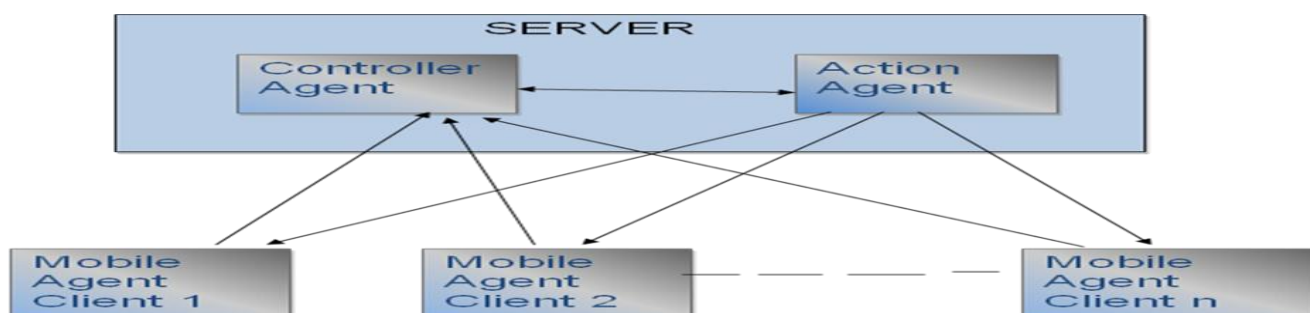 SERVER
Controller
Agent
Action
Agent
Mobile
Agent
Client 1
Mobile
Agent
Client 2
Mobile
Agent
Client n